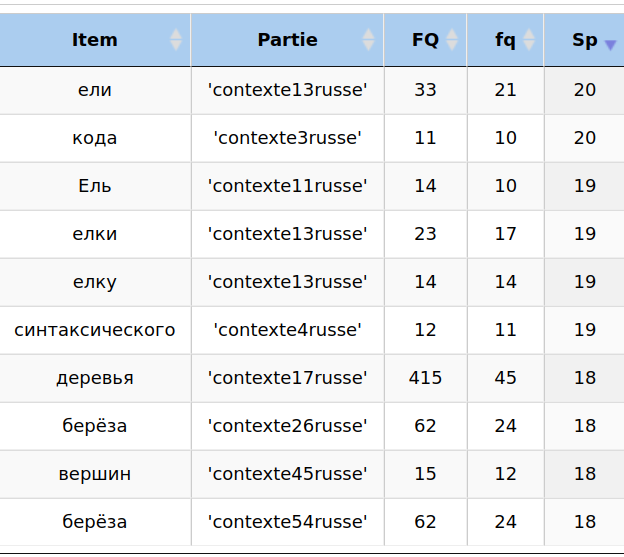 Item Partie FQ fq Sp
ели 'contexte13russe' 33 21 20
кода 'contexte3russe' 11 10 20
Ель 'contexte11russe' 14 10 19
елки 'contexte13russe' 23 17 19
елку 'contexte13russe' 14 14 19
синтаксического 'contexte4russe' 12 11 19
деревья 'contexte17russe' 415 45 18
берёза 'contexte26russe' 62 24 18
вершин 'contexte45russe' 15 12 18
берёза 'contexte54russe' 62 24 18